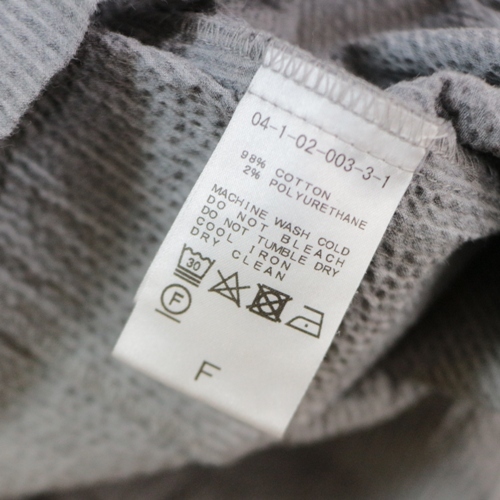 04-1-02-003-3-1
98% COTTON
2% POLYURETHANE
MACHINE WASH COLD
DO NOT BLEACH
DO NOT TUMBLE DRY
COOL IRON
DRY CLEAN
30
F
F